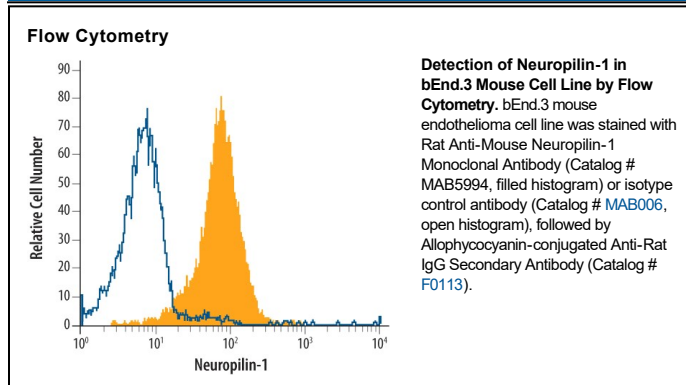 Flow Cytometry
90
80
70
60
50
40
30
20
10
0
Relative Cell Number
10⁰ 10¹ 10² 10³ 10⁴
Neuropilin-1
Detection of Neuropilin-1 in
bEnd.3 Mouse Cell Line by Flow
Cytometry. bEnd.3 mouse
endothelioma cell line was stained with
Rat Anti-Mouse Neuropilin-1
Monoclonal Antibody (Catalog #
MAB5994, filled histogram) or isotype
control antibody (Catalog # MAB006,
open histogram), followed by
Allophycocyanin-conjugated Anti-Rat
IgG Secondary Antibody (Catalog #
F0113).